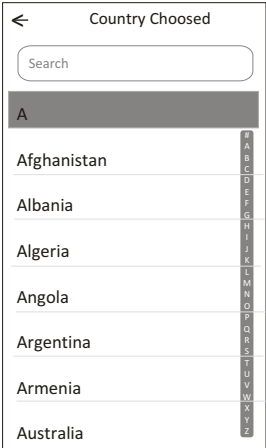 Country Choosed
Search
A
Afghanistan
Albania
Algeria
Angola
Argentina
Armenia
Australia
#
A
B
C
D
E
F
G
H
I
J
K
L
M
N
O
P
Q
R
S
T
U
V
W
X
Y
Z